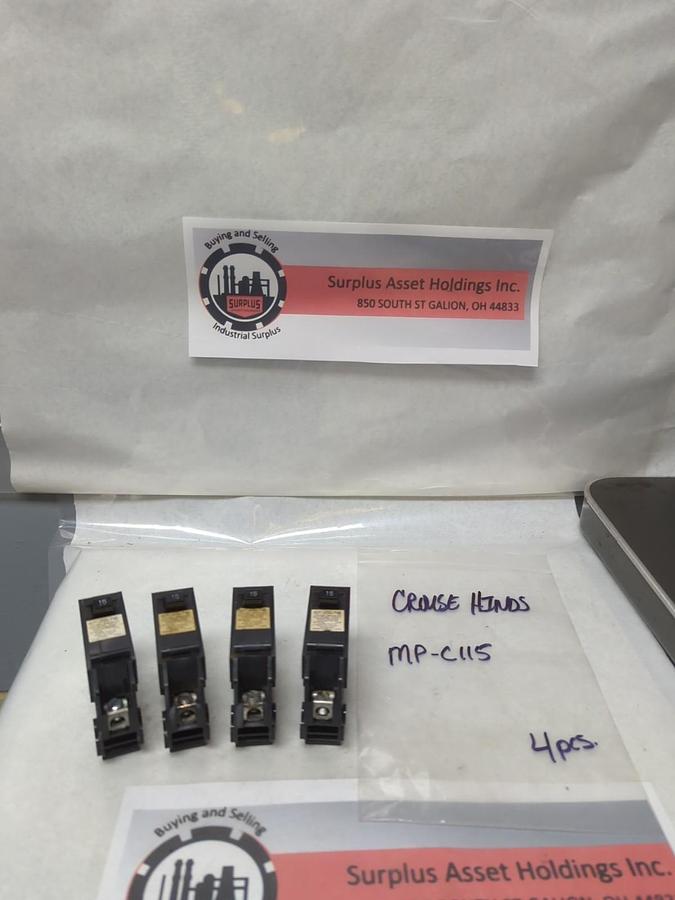 Buying and Selling
SURPLUS
Industrial Surplus
Surplus Asset Holdings Inc.
850 SOUTH ST GALION, OH 44833
15
15
15
15
CROUSE HINDS
MP-C115
4pcs.
Buying and Selling
Surplus Asset Holdings Inc.